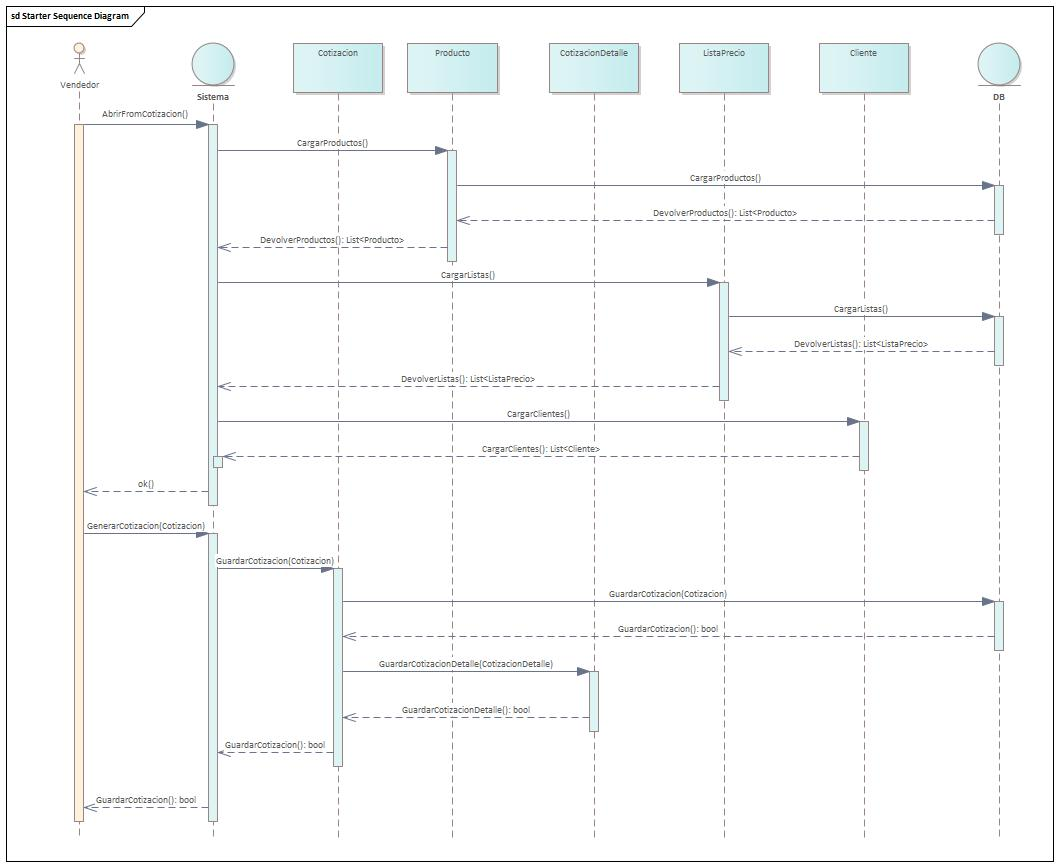 sd Starter Sequence Diagram
Vendedor
Sistema
Cotizacion
Producto
CotizacionDetalle
ListaPrecio
Cliente
DB
AbrirFromCotizacion()
CargarProductos()
CargarProductos()
DevolverProductos(): List<Producto>
DevolverProductos(): List<Producto>
CargarListas()
CargarListas()
DevolverListas(): List<ListaPrecio>
DevolverListas(): List<ListaPrecio>
CargarClientes()
CargarClientes(): List<Cliente>
ok()
GenerarCotizacion(Cotizacion)
GuardarCotizacion(Cotizacion)
GuardarCotizacion(Cotizacion)
GuardarCotizacion(): bool
GuardarCotizacionDetalle(CotizacionDetalle)
GuardarCotizacionDetalle(): bool
GuardarCotizacion(): bool
GuardarCotizacion(): bool